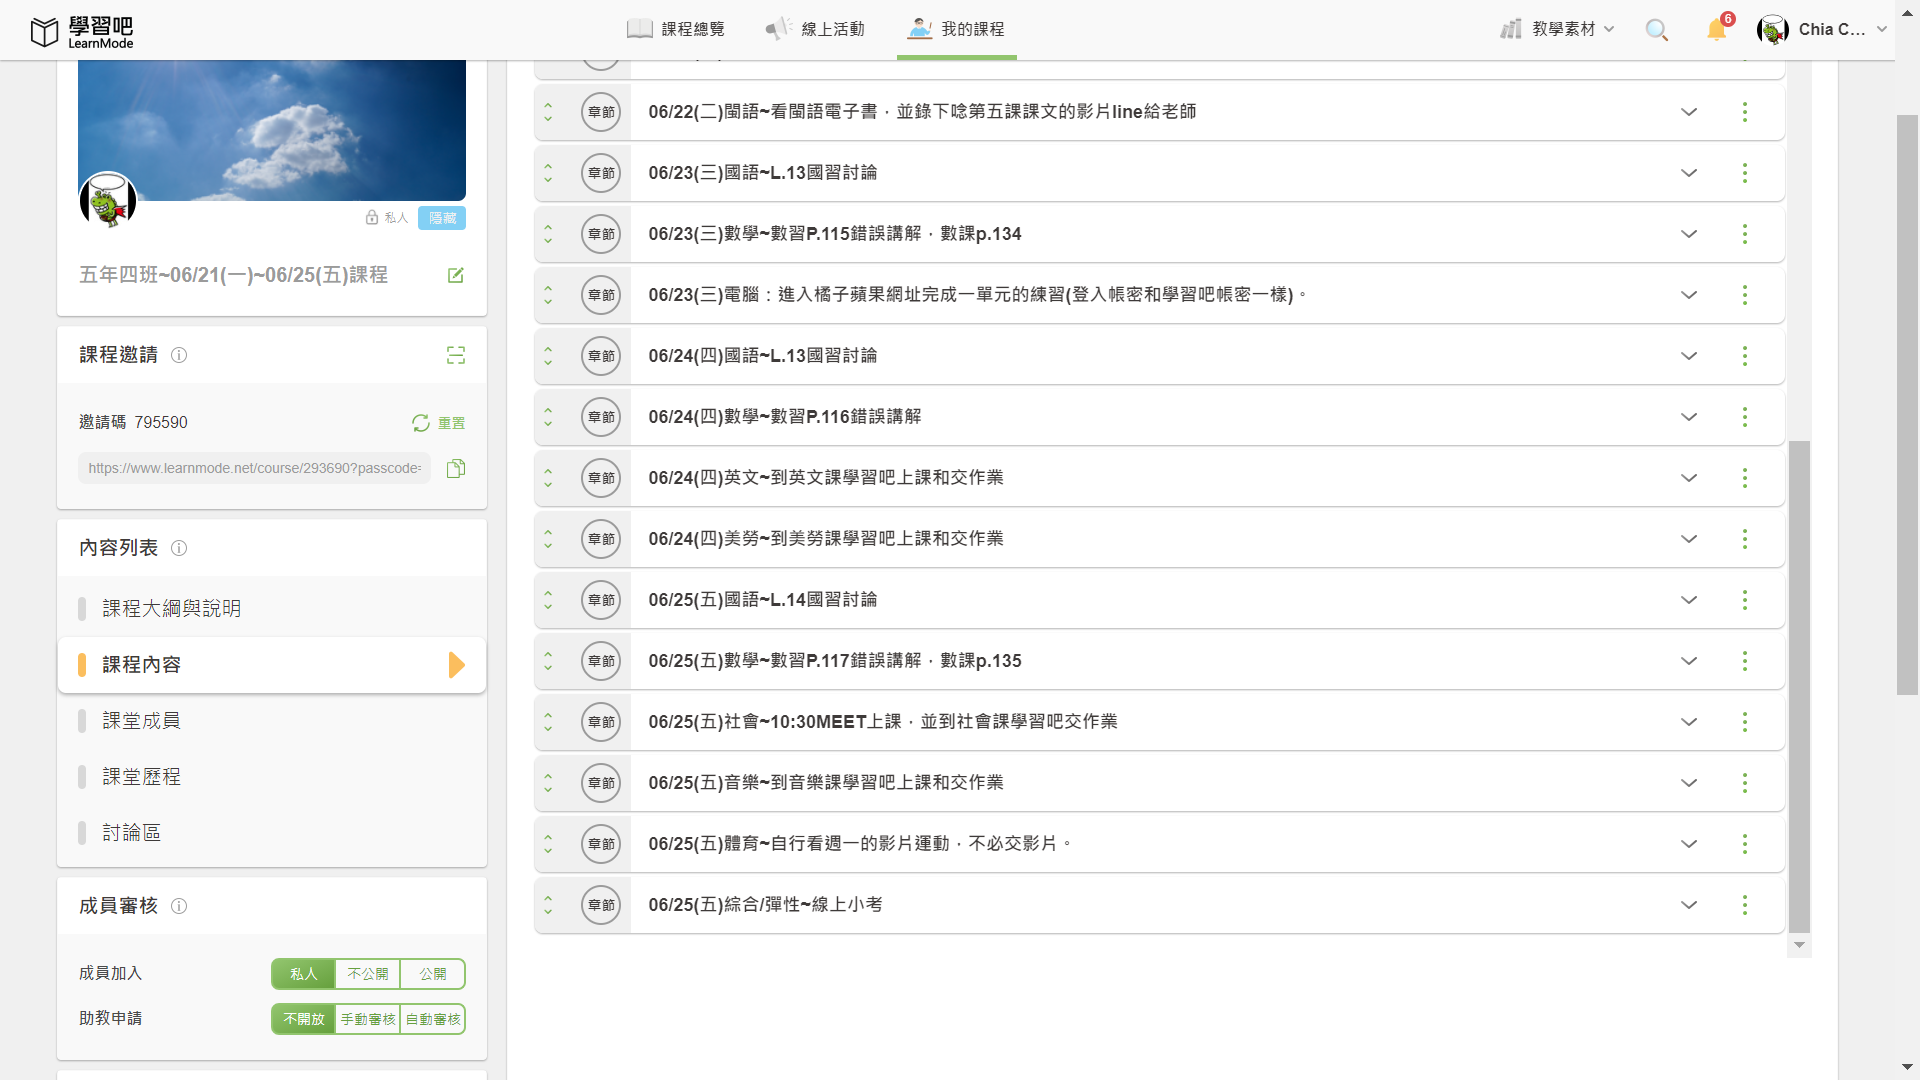 學習吧
LearnMode
課程總覽
線上活動
我的課程
教學素材
6
Chia C...
私人
隱藏
五年四班~06/21(一)~06/25(五)課程
課程邀請
邀請碼 795590
重置
https://www.learnmode.net/course/293690?passcode=
內容列表
課程大綱與說明
課程內容
課堂成員
課堂歷程
討論區
成員審核
成員加入
私人
不公開
公開
助教申請
不開放
手動審核
自動審核
章節
06/22(二)閩語~看閩語電子書，並錄下唸第五課課文的影片line給老師
章節
06/23(三)國語~L.13國習討論
章節
06/23(三)數學~數習P.115錯誤講解，數課p.134
章節
06/23(三)電腦：進入橘子蘋果網址完成一單元的練習(登入帳密和學習吧帳密一樣)。
章節
06/24(四)國語~L.13國習討論
章節
06/24(四)數學~數習P.116錯誤講解
章節
06/24(四)英文~到英文課學習吧上課和交作業
章節
06/24(四)美勞~到美勞課學習吧上課和交作業
章節
06/25(五)國語~L.14國習討論
章節
06/25(五)數學~數習P.117錯誤講解，數課p.135
章節
06/25(五)社會~10:30MEET上課，並到社會課學習吧交作業
章節
06/25(五)音樂~到音樂課學習吧上課和交作業
章節
06/25(五)體育~自行看週一的影片運動，不必交影片。
章節
06/25(五)綜合/彈性~線上小考